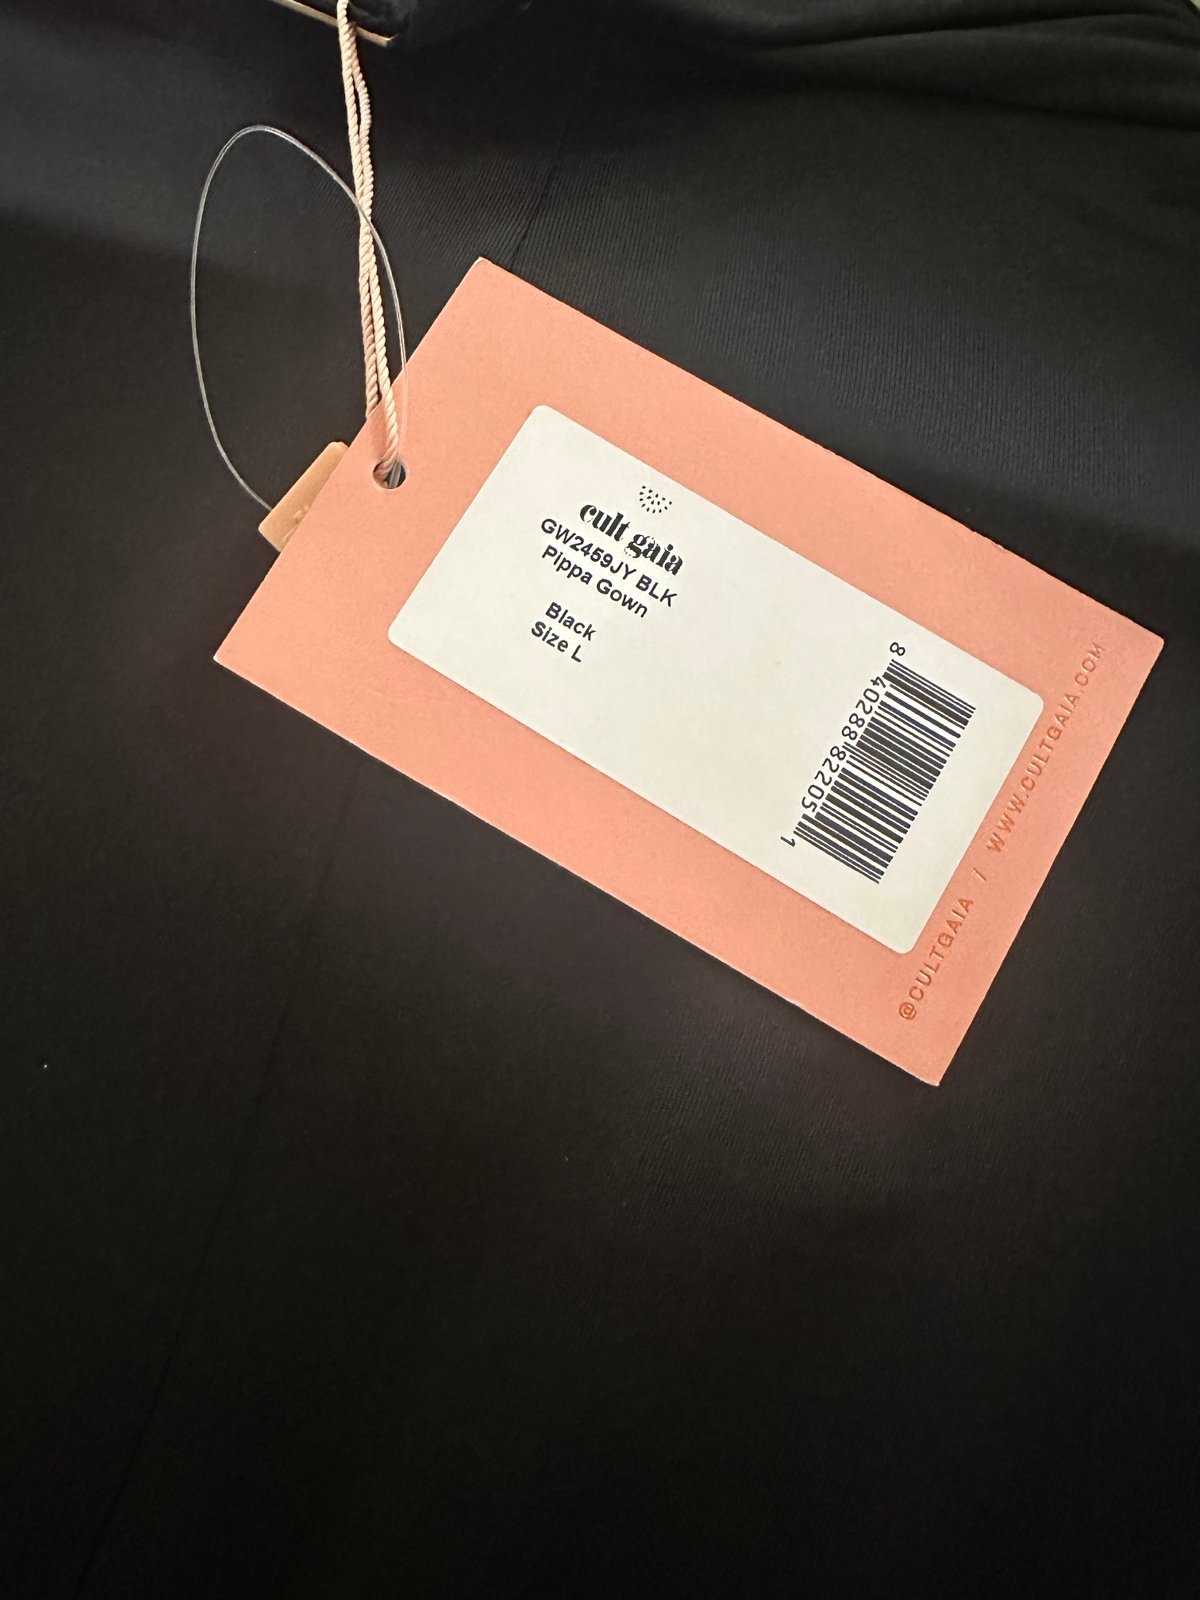 cult gaia
GW2459JY BLK
Pippa Gown
Black
Size L
8 40288 82205 1
@CULTGAIA / WWW.CULTGAIA.COM